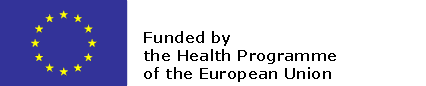 Funded by
the Health Programme
of the European Union